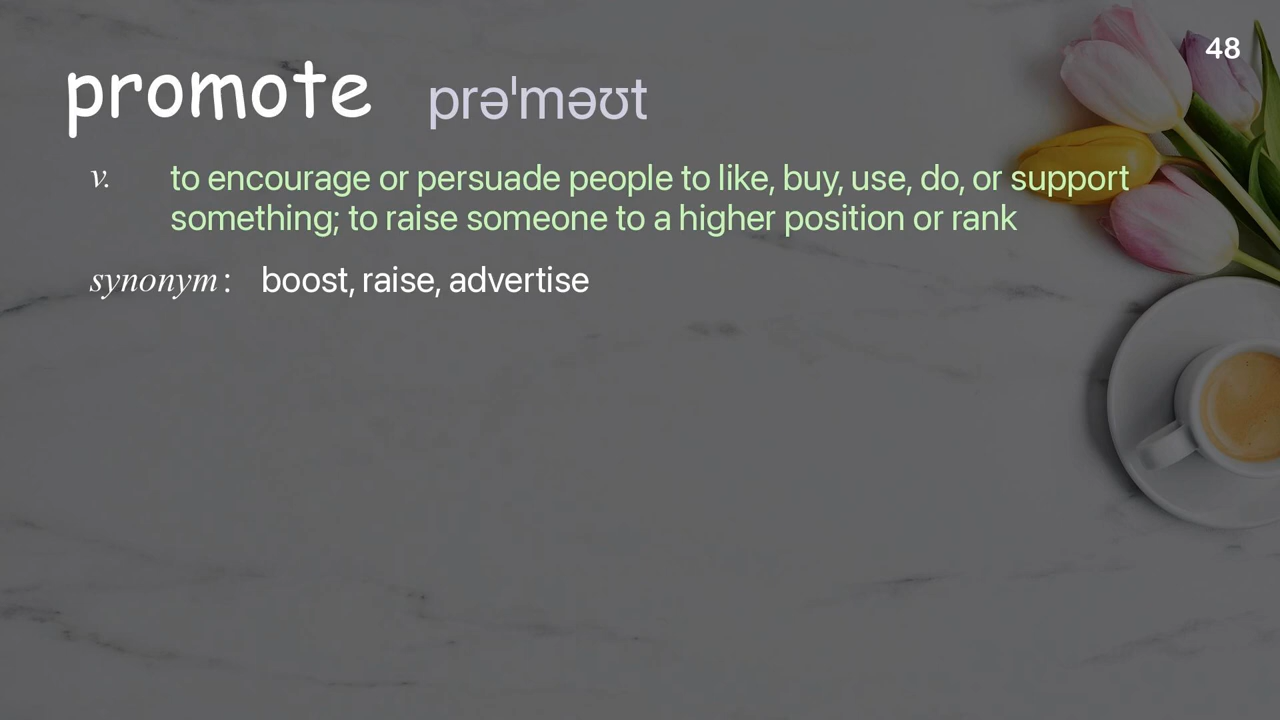 48
promote prəˈməʊt
v. to encourage or persuade people to like, buy, use, do, or support
something; to raise someone to a higher position or rank
synonym: boost, raise, advertise